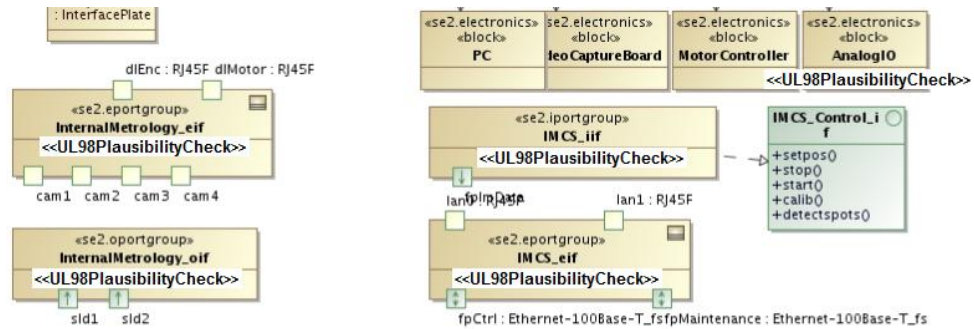 : InterfacePlate
dlEnc : RJ45F dlMotor : RJ45F
«se2.eportgroup»
InternalMetrology_eif
<<UL98PlausibilityCheck>>
cam1 cam2 cam3 cam4
«se2.oportgroup»
InternalMetrology_oif
<<UL98PlausibilityCheck>>
sld1 sld2
«se2.electronics»
«block»
PC
«se2.electronics»
«block»
deoCaptureBoard
«se2.electronics»
«block»
MotorController
«se2.electronics»
«block»
AnalogIO
<<UL98PlausibilityCheck>>
«se2.iportgroup»
IMCS_iif
<<UL98PlausibilityCheck>>
IMCS_Control_i
f
+setpos()
+stop()
+start()
+calib()
+detectspots()
lan1 : RJ45F
«se2.eportgroup»
IMCS_eif
<<UL98PlausibilityCheck>>
fpCtrl : Ethernet-100Base-T_fs
fpMaintenance : Ethernet-100Base-T_fs